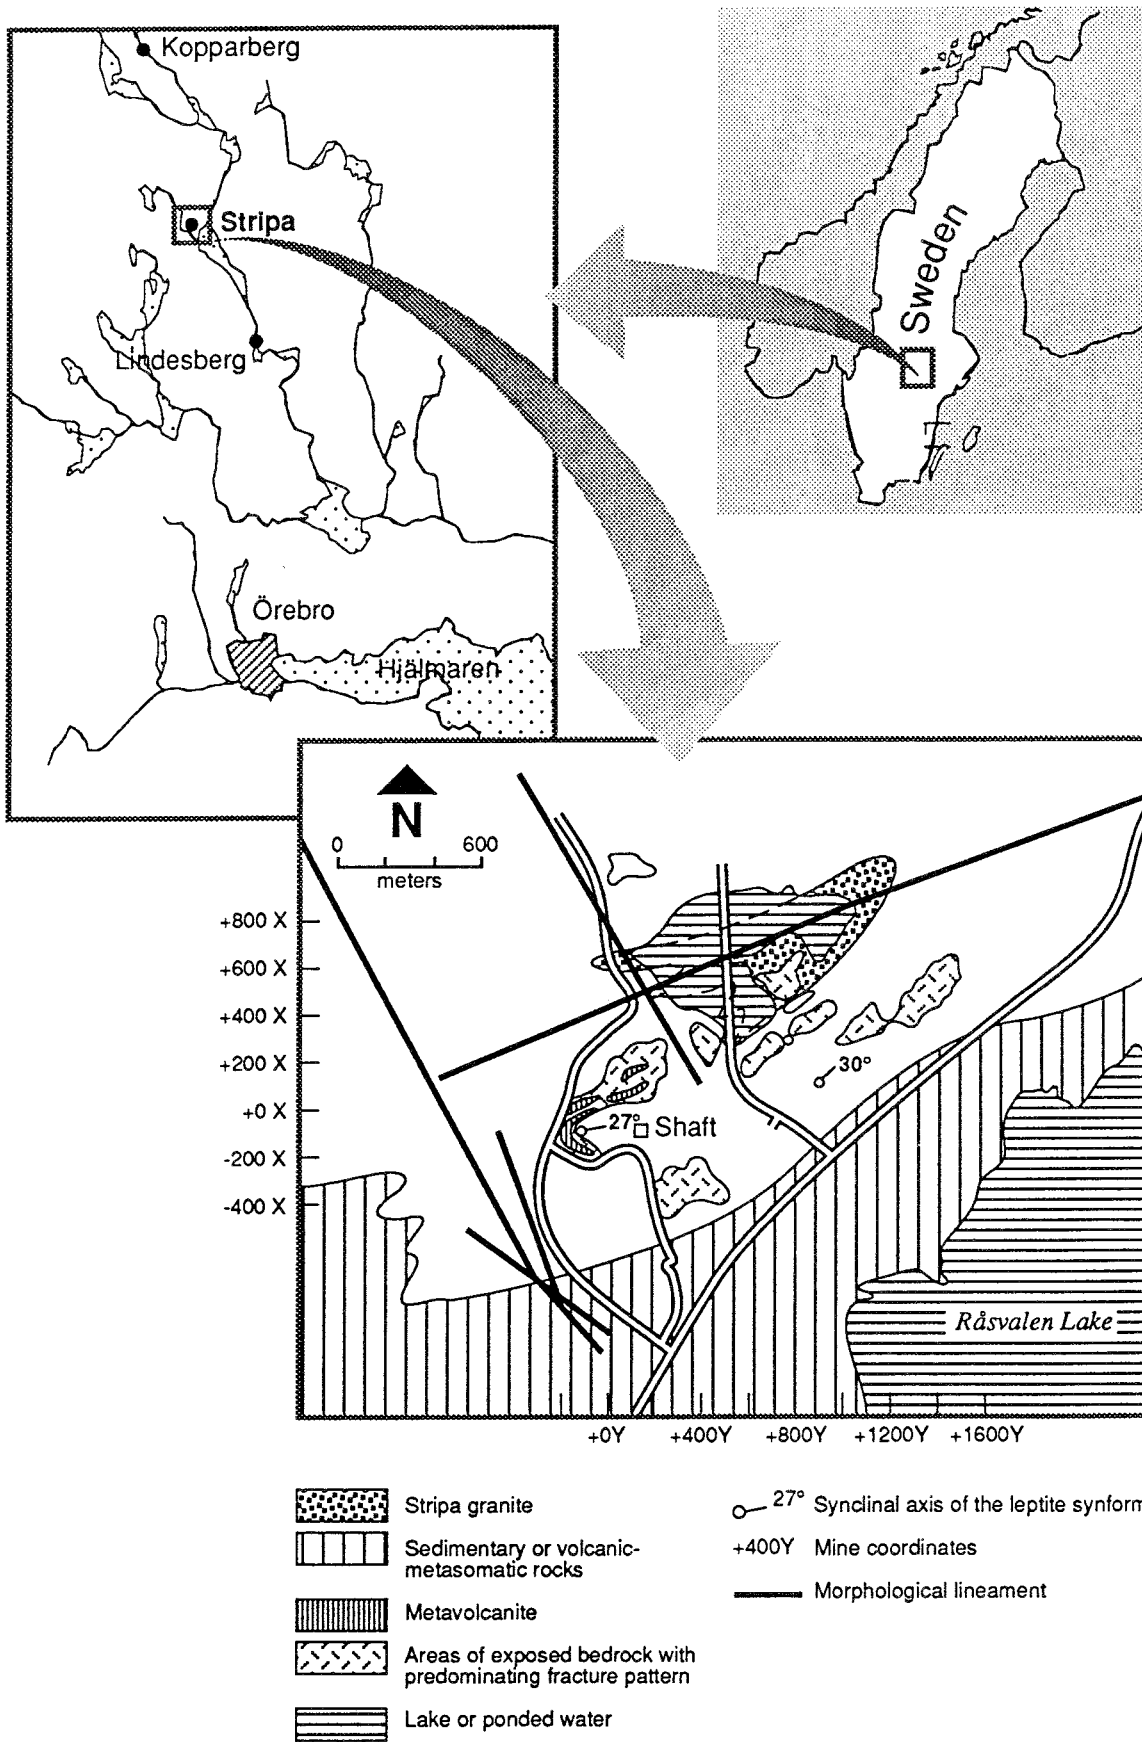 Kopparberg
Stripa
Lindesberg
Örebro
Hjälmaren
Sweden
N
0 600
meters
+800 X
+600 X
+400 X
+200 X
+0 X
-200 X
-400 X
30°
27°
Shaft
Råsvalen Lake
+0Y +400Y +800Y +1200Y +1600Y
Stripa granite
Sedimentary or volcanic-
metasomatic rocks
Metavolcanite
Areas of exposed bedrock with
predominating fracture pattern
Lake or ponded water
27° Synclinal axis of the leptite synform
+400Y Mine coordinates
Morphological lineament